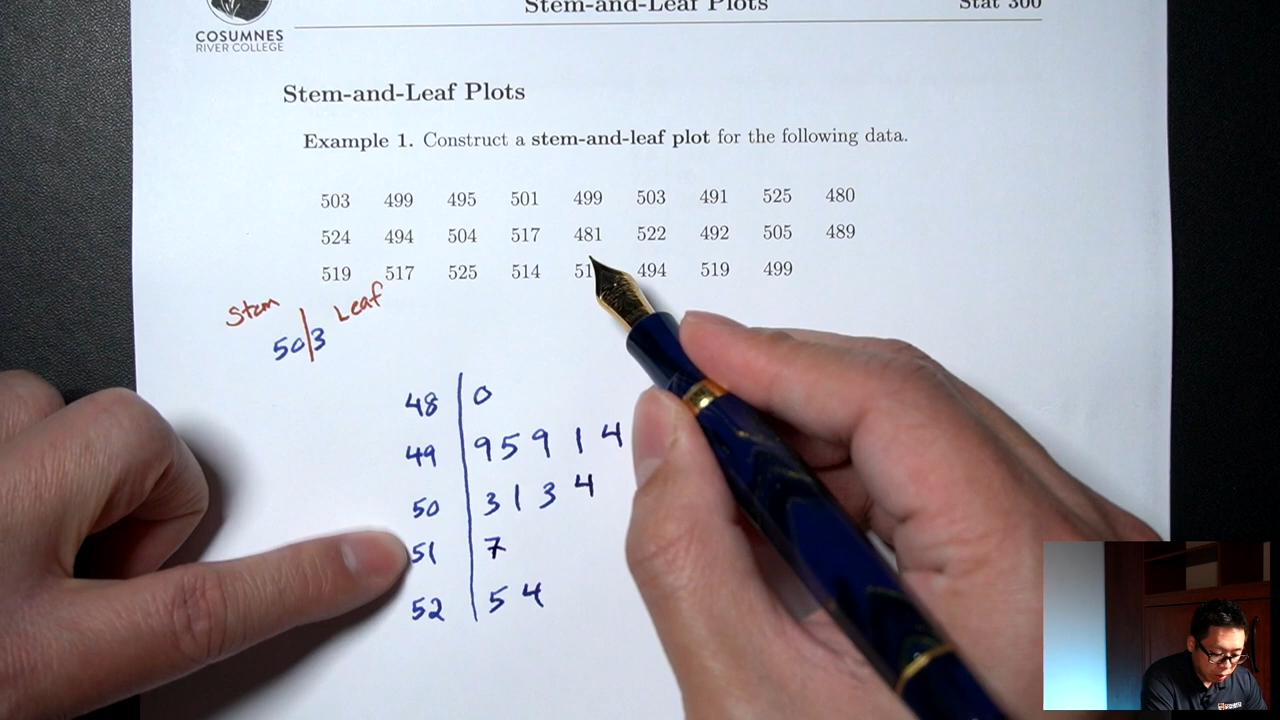 COSUMNES
RIVER COLLEGE
Stem-and-Leaf Plots
Stat 300
Stem-and-Leaf Plots
Example 1. Construct a stem-and-leaf plot for the following data.
503 499 495 501 499 503 491 525 480
524 494 504 517 481 522 492 505 489
519 517 525 514 494 519 499
Stem Leaf
50|3
48 | 0
49 | 9 5 9 1 4
50 | 3 1 3 4
51 | 7
52 | 5 4